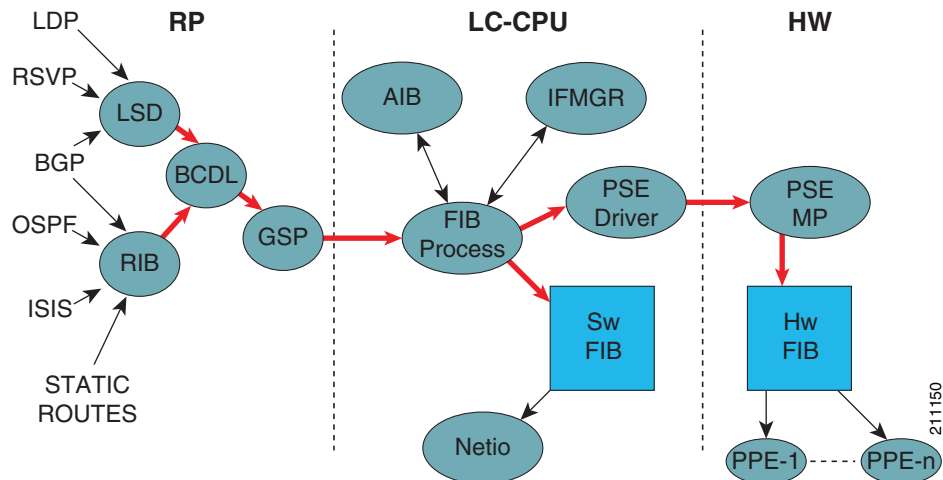 RP
LC-CPU
HW
LDP
RSVP
BGP
OSPF
ISIS
STATIC
ROUTES
LSD
BCDL
RIB
GSP
AIB
IFMGR
FIB
Process
PSE
Driver
Sw
FIB
Netio
PSE
MP
Hw
FIB
PPE-1
PPE-n
211150